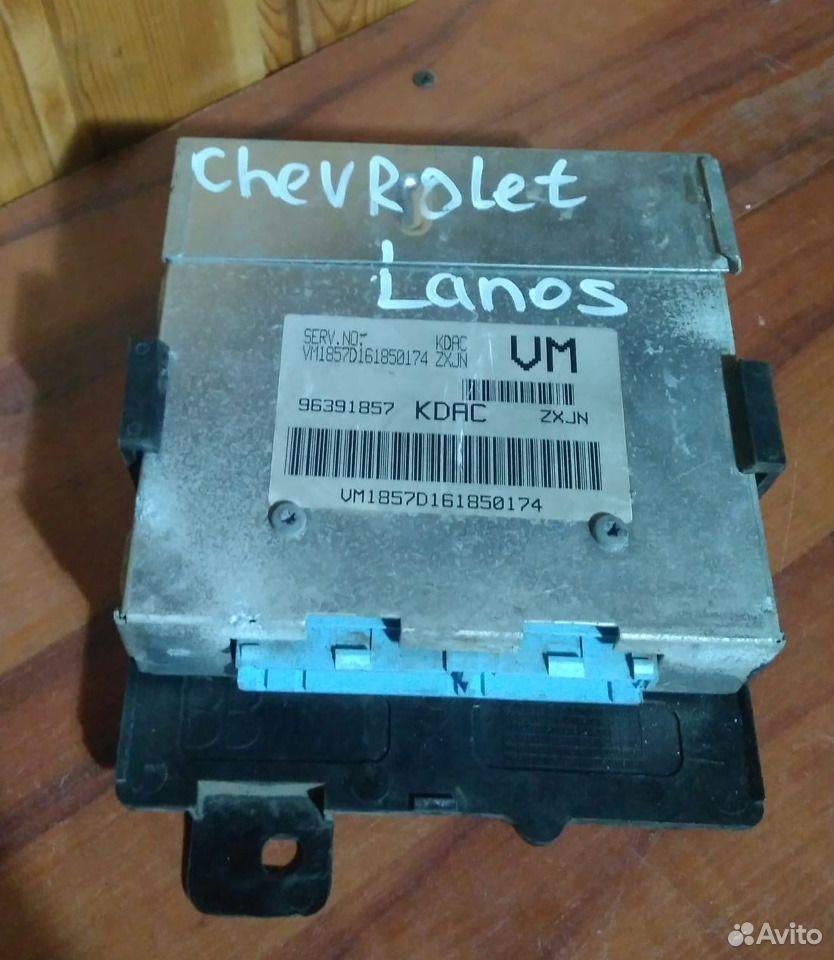 chevRolet
Lanos
SERV.NO:- KDAC
VM1857D161850174 ZXJN
VM
96391857 KDAC ZXJN
VM1857D161850174
Avito